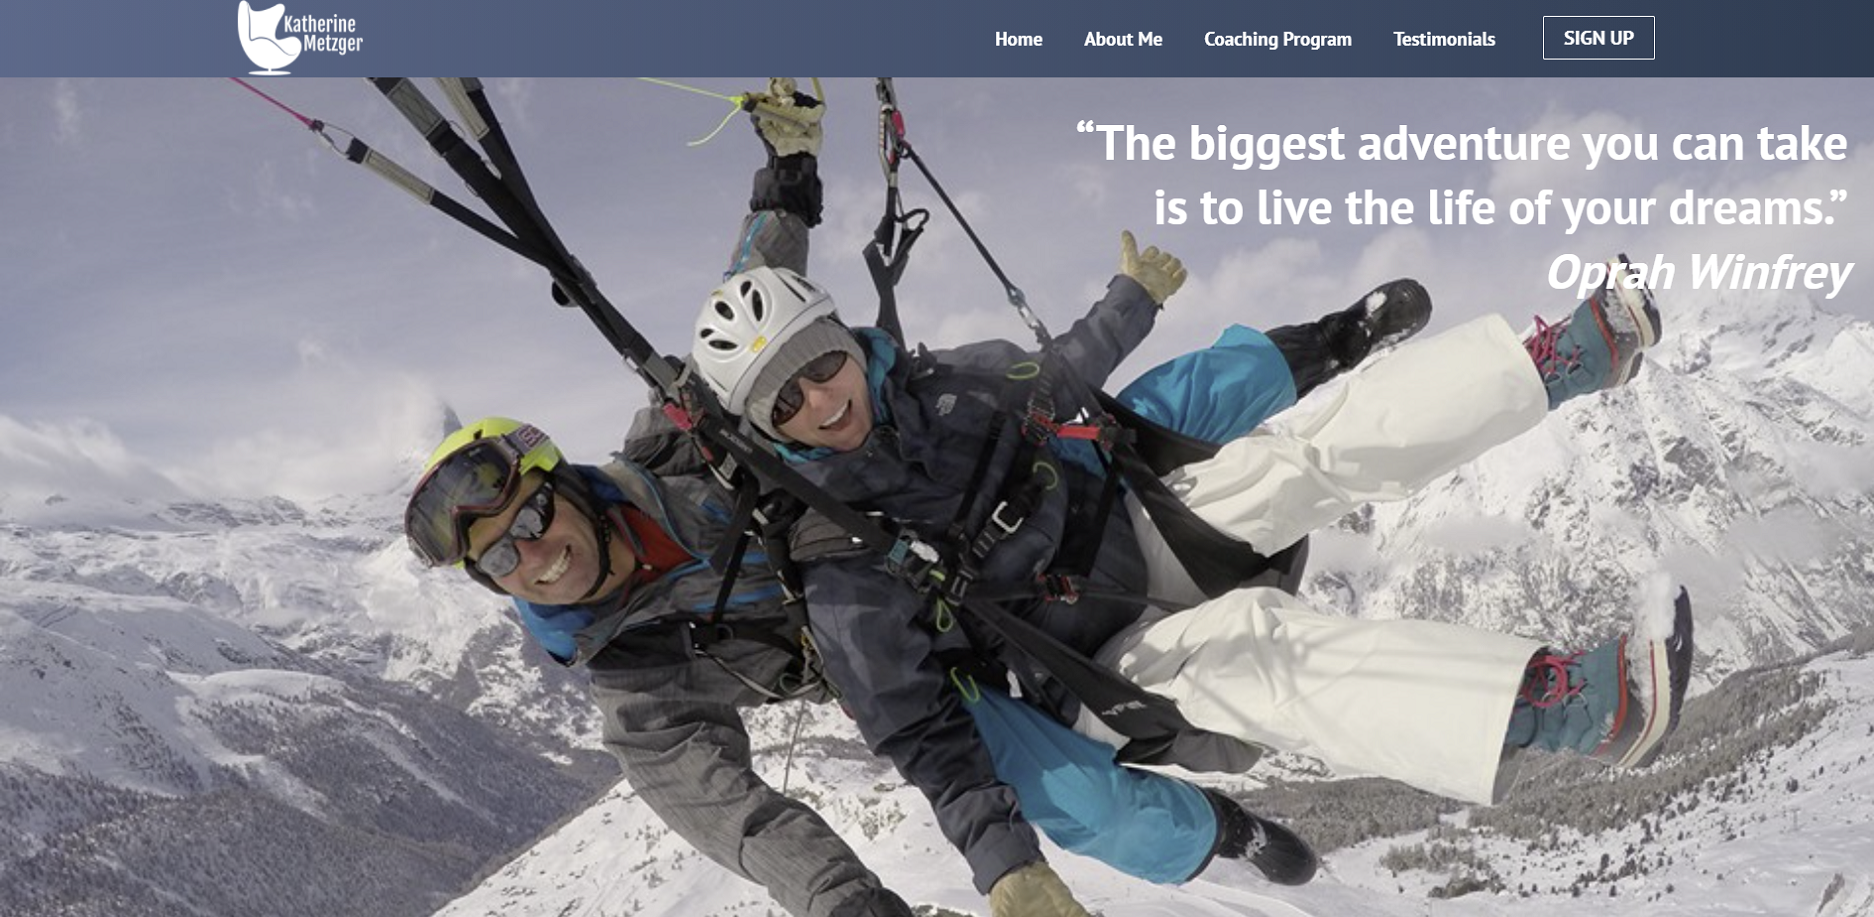 Katherine
Metzger
Home About Me Coaching Program Testimonials SIGN UP
“The biggest adventure you can take
is to live the life of your dreams.”
Oprah Winfrey